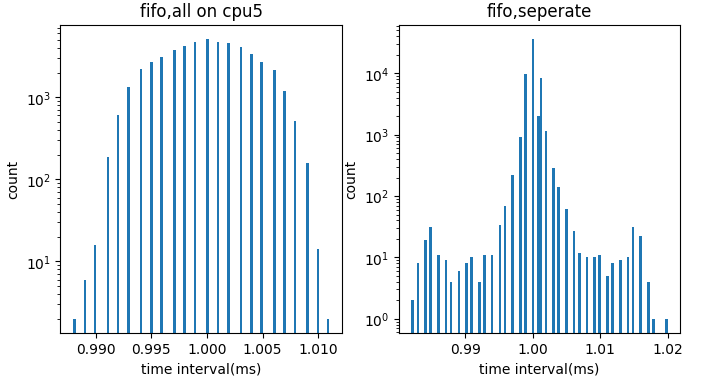 fifo,all on cpu5
count
10³
10²
10¹
0.990 0.995 1.000 1.005 1.010
time interval(ms)
fifo,seperate
count
10⁴
10³
10²
10¹
10⁰
0.99 1.00 1.01 1.02
time interval(ms)